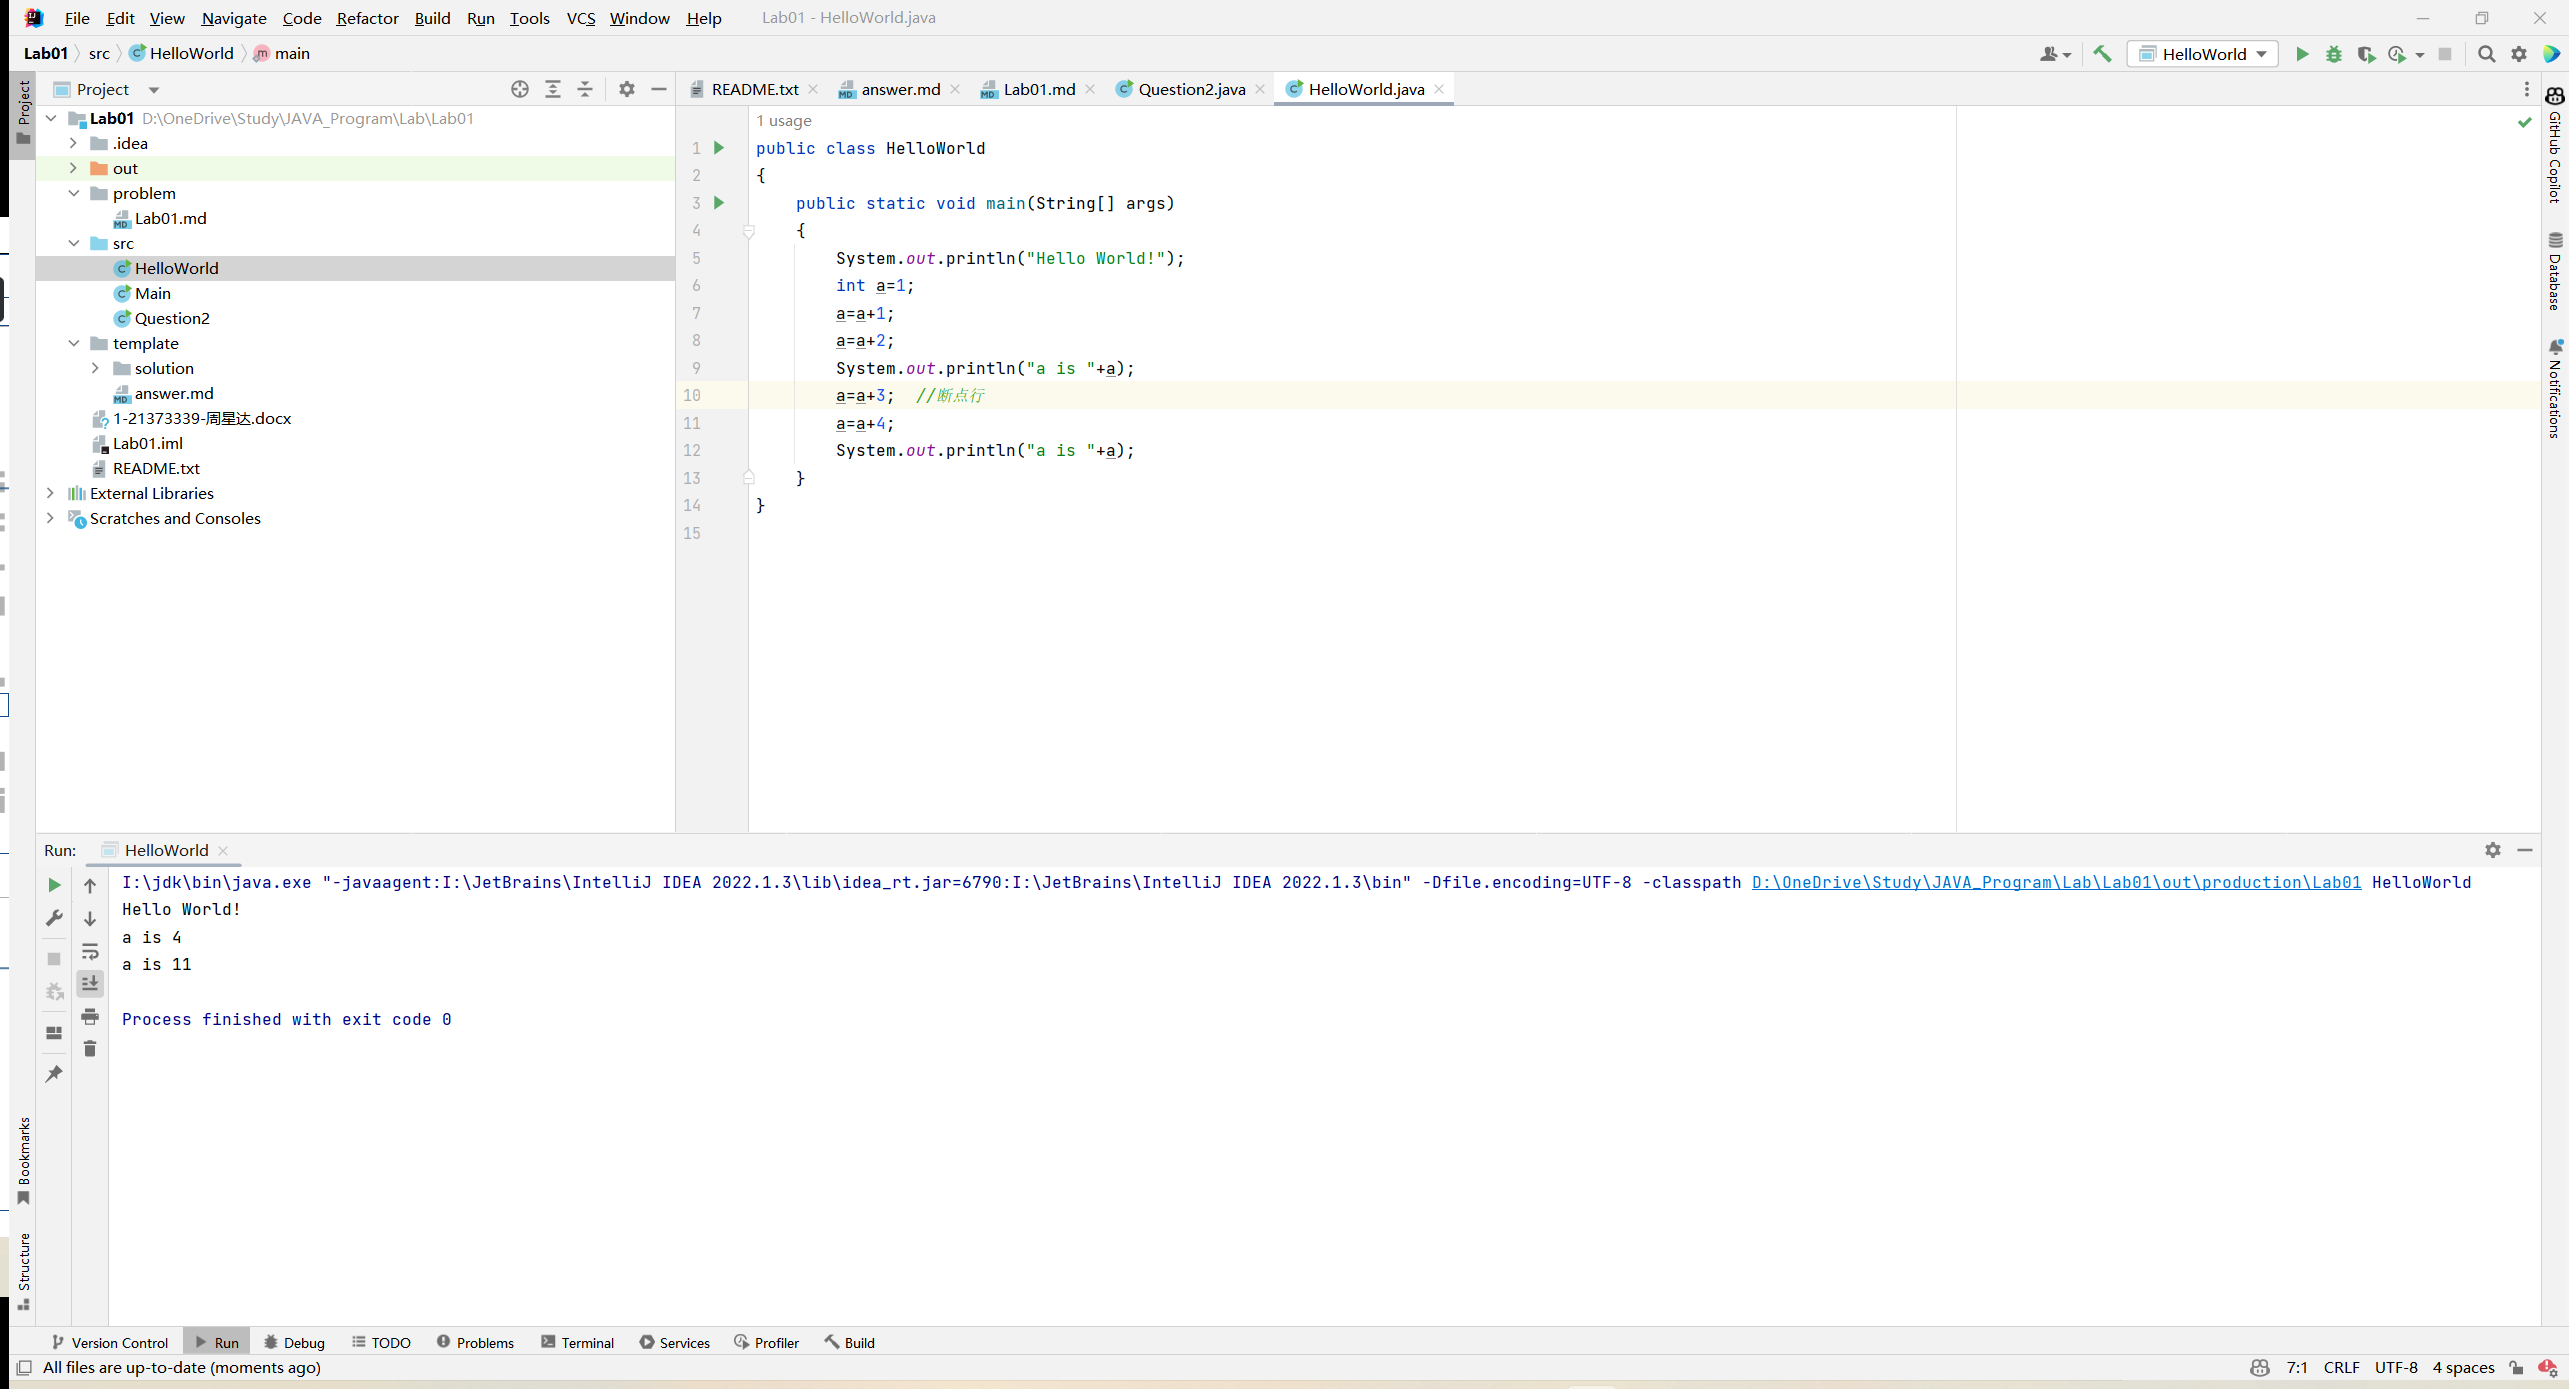 File Edit View Navigate Code Refactor Build Run Tools VCS Window Help Lab01 - HelloWorld.java
Lab01 src HelloWorld main
HelloWorld
Project
README.txt answer.md Lab01.md Question2.java HelloWorld.java
Project
Lab01 D:\OneDrive\Study\JAVA_Program\Lab\Lab01
.idea
out
problem
Lab01.md
src
HelloWorld
Main
Question2
template
solution
answer.md
1-21373339-周星达.docx
Lab01.iml
README.txt
External Libraries
Scratches and Consoles
1 usage
1 public class HelloWorld
2 {
3 public static void main(String[] args)
4 {
5 System.out.println("Hello World!");
6 int a=1;
7 a=a+1;
8 a=a+2;
9 System.out.println("a is "+a);
10 a=a+3; //断点行
11 a=a+4;
12 System.out.println("a is "+a);
13 }
14 }
15
GitHub Copilot
Database
Notifications
Run: HelloWorld
I:\jdk\bin\java.exe "-javaagent:I:\JetBrains\IntelliJ IDEA 2022.1.3\lib\idea_rt.jar=6790:I:\JetBrains\IntelliJ IDEA 2022.1.3\bin" -Dfile.encoding=UTF-8 -classpath D:\OneDrive\Study\JAVA_Program\Lab\Lab01\out\production\Lab01 HelloWorld
Hello World!
a is 4
a is 11
Process finished with exit code 0
Bookmarks
Structure
Version Control Run Debug TODO Problems Terminal Services Profiler Build
All files are up-to-date (moments ago) 7:1 CRLF UTF-8 4 spaces